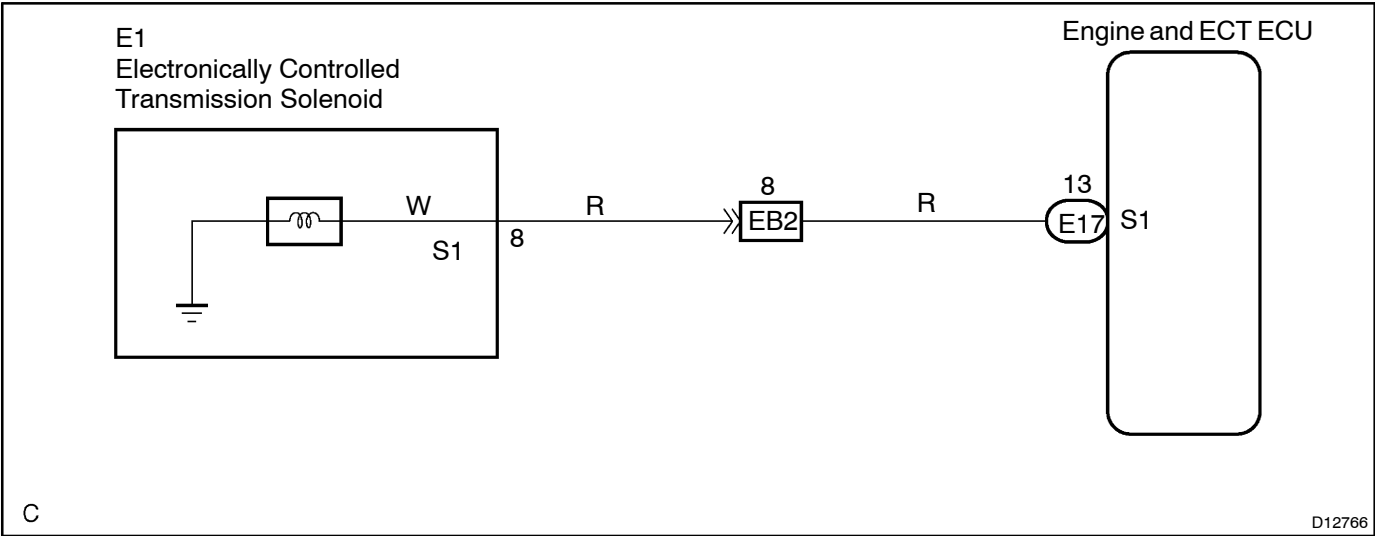 E1
Electronically Controlled
Transmission Solenoid
Engine and ECT ECU
W
S1
8
R
8
EB2
R
13
E17
S1
C
D12766